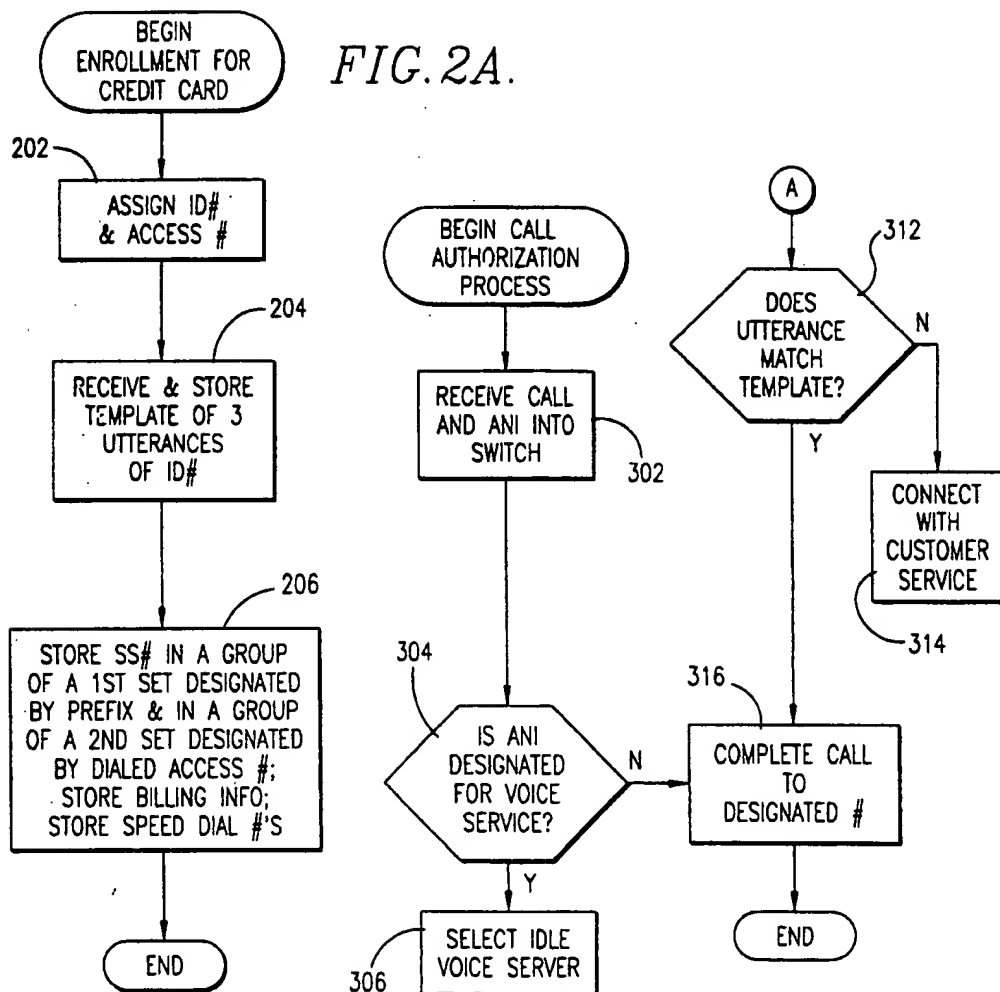 FIG. 2A.
BEGIN
ENROLLMENT FOR
CREDIT CARD
202
ASSIGN ID#
& ACCESS #
204
RECEIVE & STORE
TEMPLATE OF 3
UTTERANCES
OF ID#
206
STORE SS# IN A GROUP
OF A 1ST SET DESIGNATED
BY PREFIX & IN A GROUP
OF A 2ND SET DESIGNATED
BY DIALED ACCESS #;
STORE BILLING INFO;
STORE SPEED DIAL #'S
END
BEGIN CALL
AUTHORIZATION
PROCESS
RECEIVE CALL
AND ANI INTO
SWITCH
302
304
IS ANI
DESIGNATED
FOR VOICE
SERVICE?
N
Y
SELECT IDLE
VOICE SERVER
306
A
312
DOES
UTTERANCE
MATCH
TEMPLATE?
N
Y
CONNECT
WITH
CUSTOMER
SERVICE
314
316
COMPLETE CALL
TO
DESIGNATED #
END